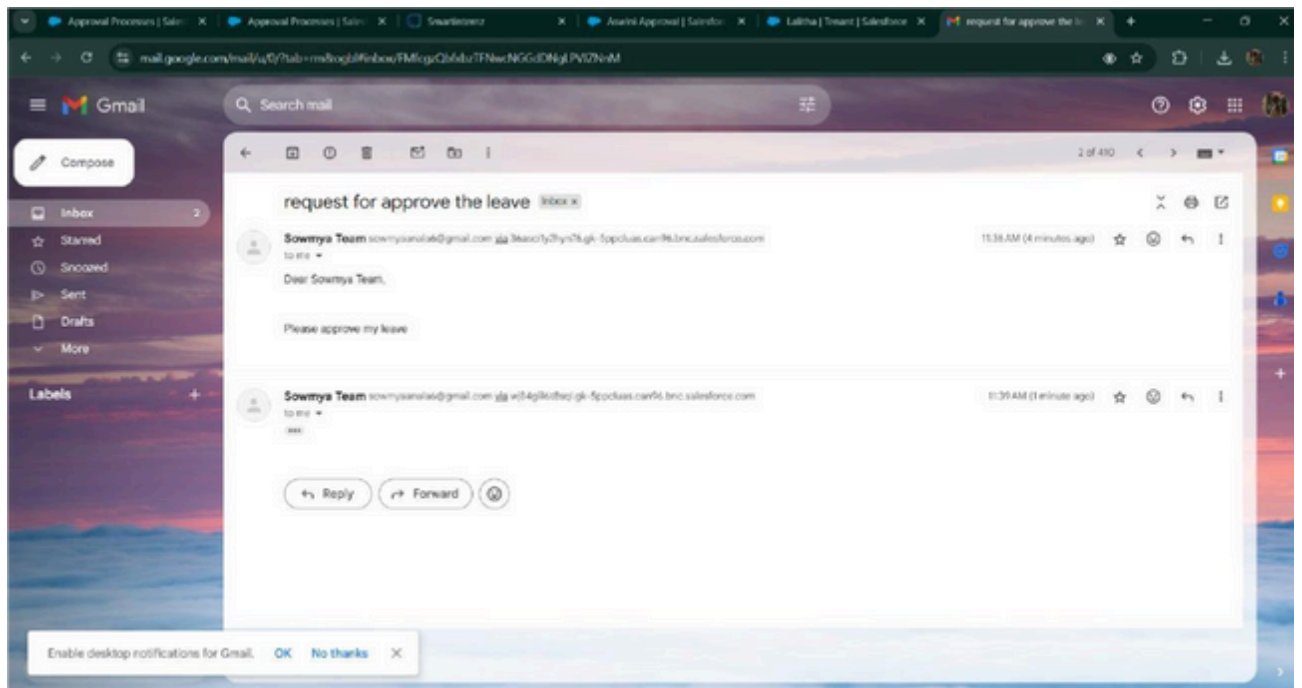 Approval Processes | Sales
Approval Processes | Sales
Smartinternz
Approval | Salesfor
Lalitha | Tenant | Salesforce
request for approve the le
Gmail
Search mail
Compose
2 of 410
request for approve the leave
Inbox x
Inbox 2
Starred
Snoozed
Sent
Drafts
More
Labels
Sowmya Team
11:36 AM (4 minutes ago)
to me
Dear Sowmya Team,
Please approve my leave
Sowmya Team
11:39 AM (1 minute ago)
to me
Reply
Forward
Enable desktop notifications for Gmail. OK No thanks